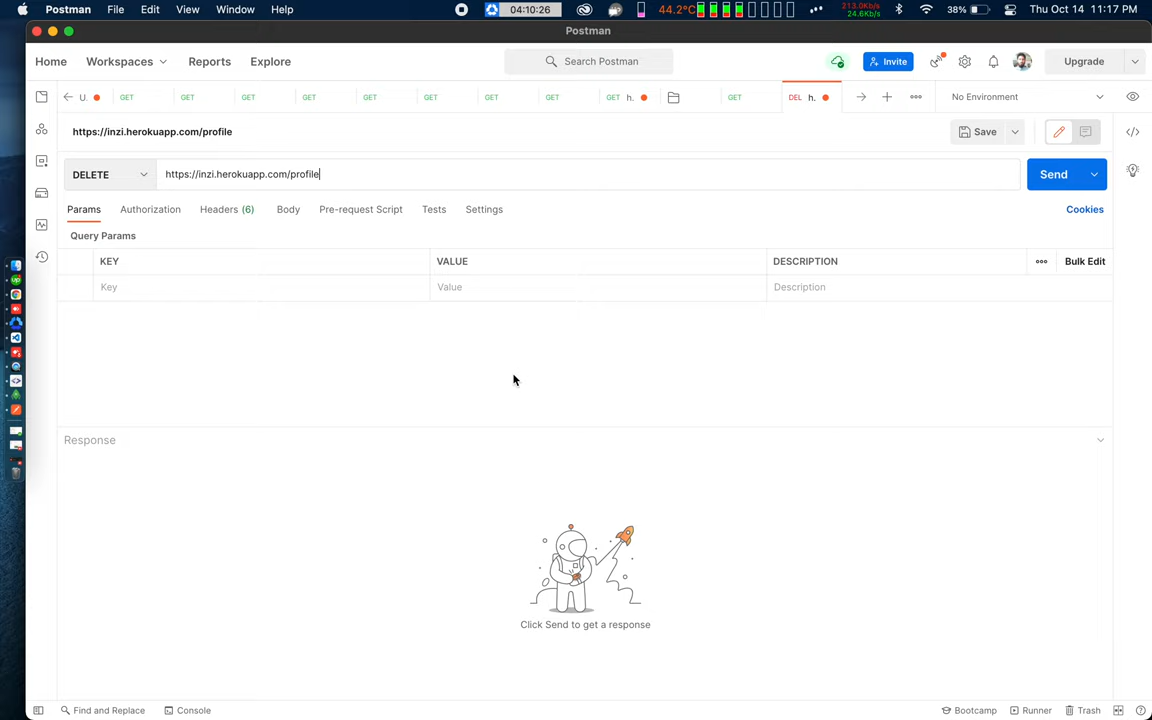 Postman File Edit View Window Help 04:10:26 44.2°C 213.0Kb/s 24.6Kb/s 38% Thu Oct 14 11:17 PM
Postman
Home Workspaces Reports Explore Search Postman Invite Upgrade
U. GET GET GET GET GET GET GET GET GET h. GET DEL h. No Environment
https://inzi.herokuapp.com/profile Save
DELETE https://inzi.herokuapp.com/profile Send
Params Authorization Headers (6) Body Pre-request Script Tests Settings Cookies
Query Params
KEY VALUE DESCRIPTION Bulk Edit
Key Value Description
Response
Click Send to get a response
Find and Replace Console Bootcamp Runner Trash